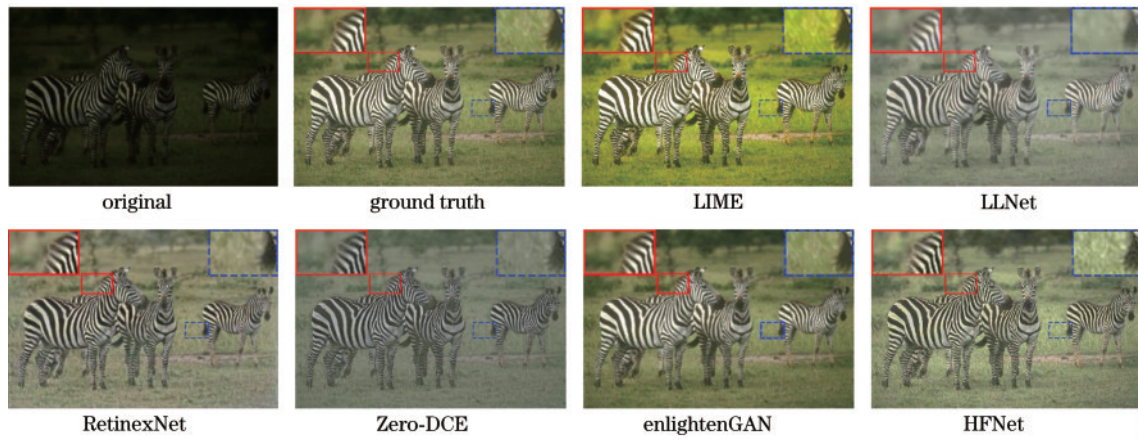 original
ground truth
LIME
LLNet
RetinexNet
Zero-DCE
enlightenGAN
HFNet